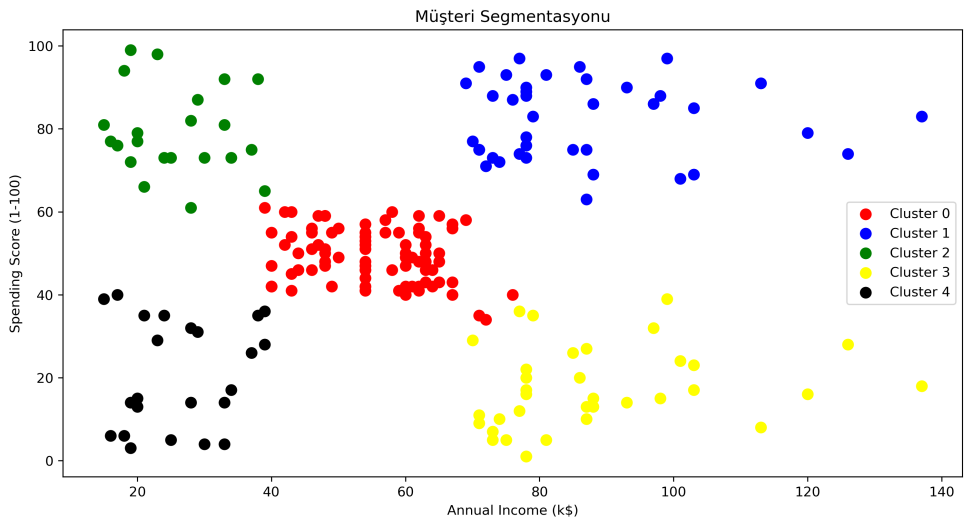 Müşteri Segmentasyonu
Spending Score (1-100)
100
80
60
40
20
0
Cluster 0
Cluster 1
Cluster 2
Cluster 3
Cluster 4
20 40 60 80 100 120 140
Annual Income (k$)